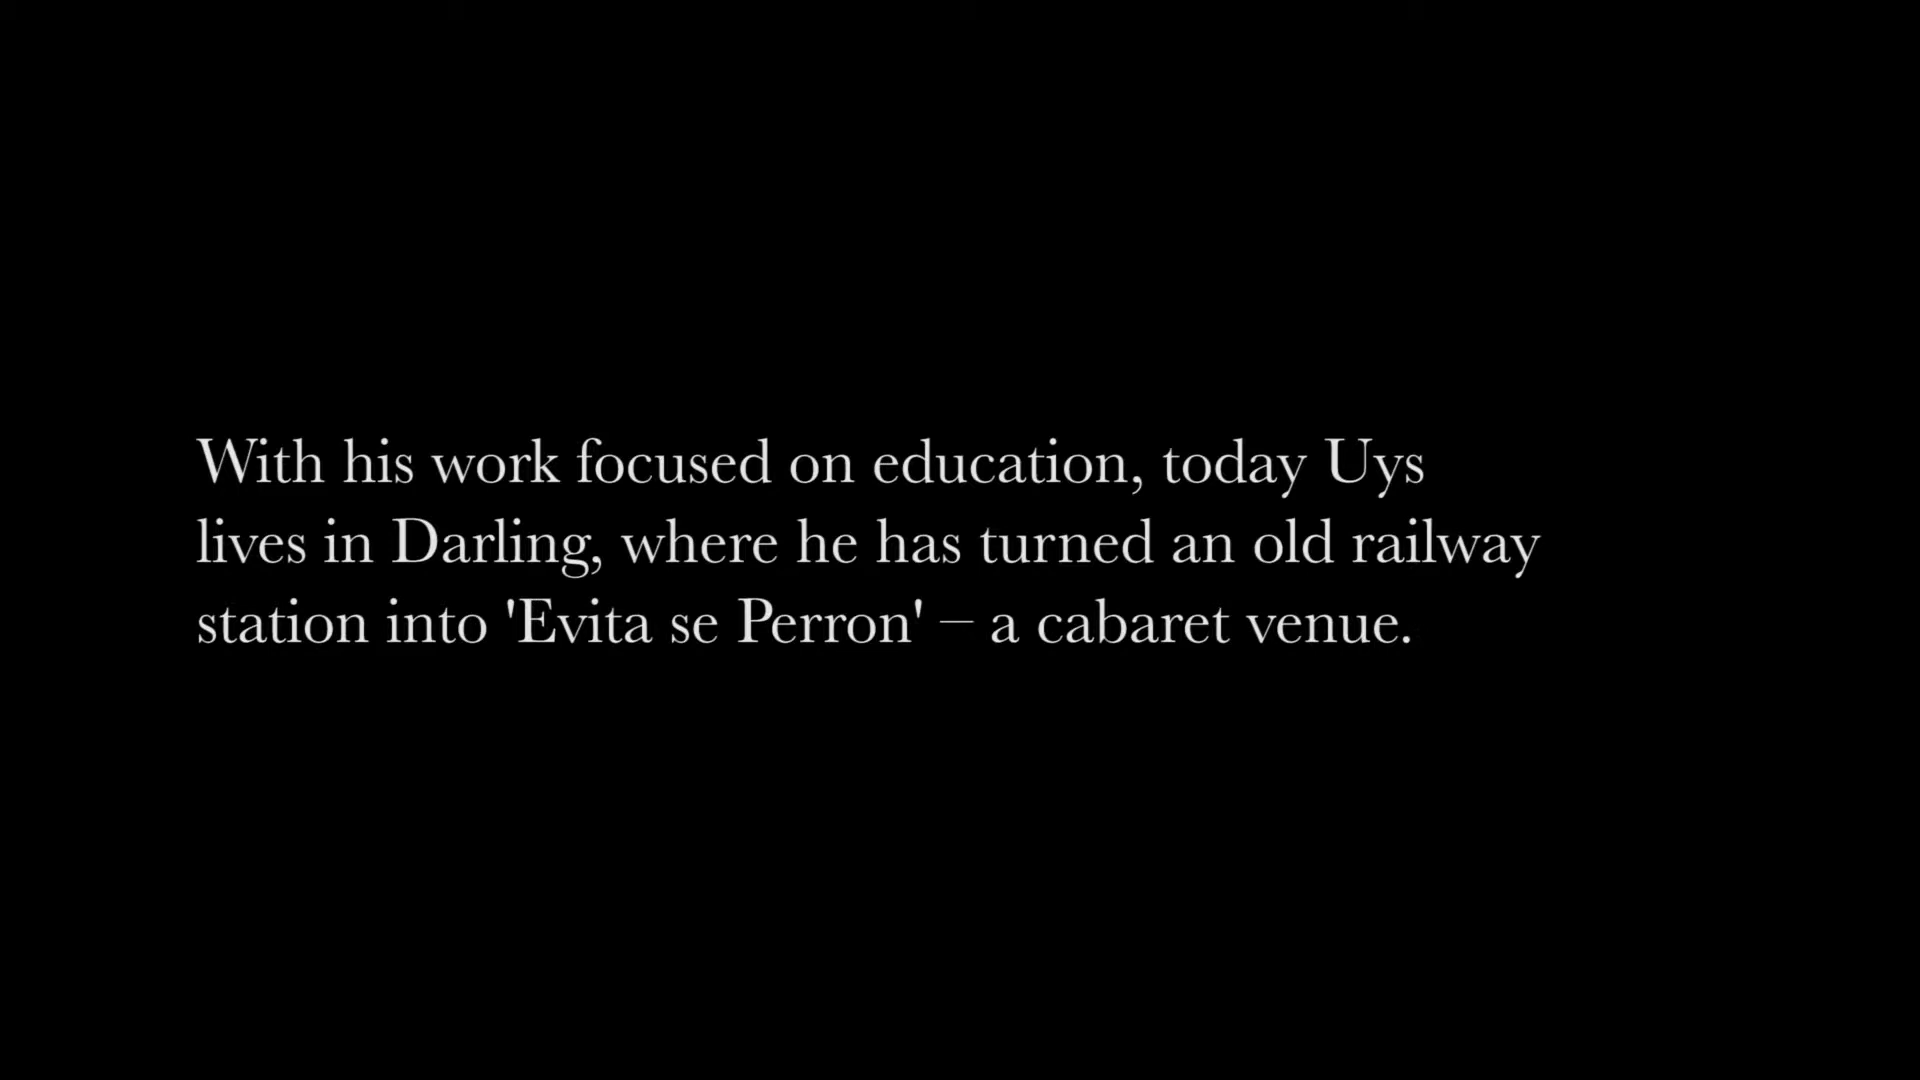 With his work focused on education, today Uys
lives in Darling, where he has turned an old railway
station into 'Evita se Perron' – a cabaret venue.